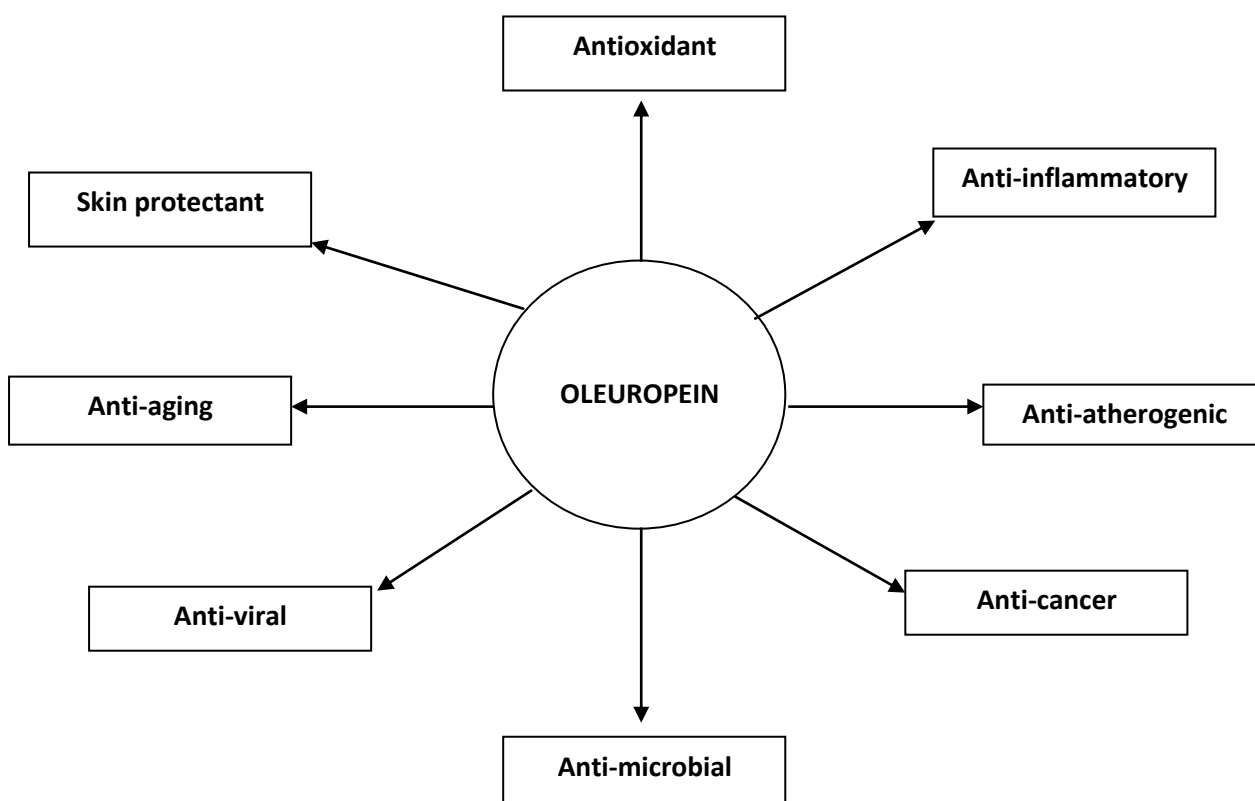 Antioxidant
Anti-inflammatory
Skin protectant
OLEUROPEIN
Anti-aging
Anti-atherogenic
Anti-viral
Anti-cancer
Anti-microbial